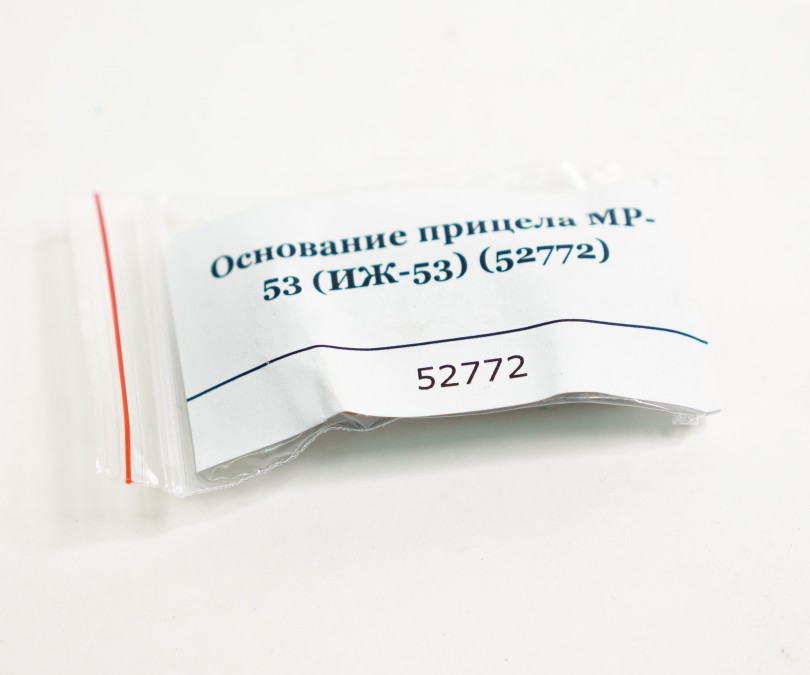 Основание прицела МР-
53 (ИЖ-53) (52772)
52772